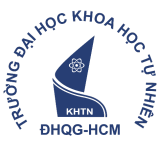 TRƯỜNG ĐẠI HỌC KHOA HỌC TỰ NHIÊN
KHTN
ĐHQG-HCM